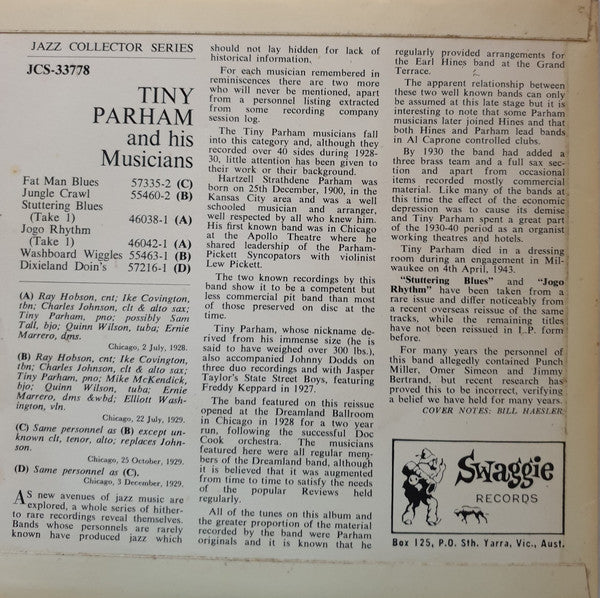 JAZZ COLLECTOR SERIES
JCS-33778
TINY
PARHAM
and his
Musicians
Fat Man Blues 57335-2 (C)
Jungle Crawl 55460-2 (B)
Stuttering Blues
(Take 1) 46038-1 (A)
Jogo Rhythm
(Take 1) 46042-1 (A)
Washboard Wiggles 55463-1 (B)
Dixieland Doin's 57216-1 (D)
(A) Ray Hobson, cnt; Ike Covington,
tbn; Charles Johnson, clt & alto sax;
Tiny Parham, pno; possibly Sam
Tall, bjo; Quinn Wilson, tuba; Ernie
Marrero, dms.
Chicago, 2 July, 1928.
(B) Ray Hobson, cnt; Ike Covington,
tbn; Charles Johnson, clt & alto sax;
Tiny Parham, pno; Mike McKendick,
bjo; Quinn Wilson, tuba; Ernie
Marrero, dms &wbd; Elliott Wash-
ington, vln.
Chicago, 22 July, 1929.
(C) Same personnel as (B) except un-
known clt, tenor, alto; replaces John-
son.
Chicago, 25 October, 1929.
(D) Same personnel as (C).
Chicago, 3 December, 1929.
AS new avenues of jazz music are
explored, a whole series of hither-
to rare recordings reveal themselves.
Bands whose personnels are rarely
known have produced jazz which
should not lay hidden for lack of
historical information.
For each musician remembered in
reminiscences there are two more
who will never be mentioned, apart
from a personnel listing extracted
from some recording company
session log.
The Tiny Parham musicians fall
into this category and, although they
recorded over 40 sides during 1928-
30, little attention has been given to
their work or their background.
Hartzell Strathdene Parham was
born on 25th December, 1900, in the
Kansas City area and was a well
schooled musician and arranger,
well respected by all who knew him.
His first known band was in Chicago
at the Apollo Theatre where he
shared leadership of the Parham-
Pickett Syncopators with violinist
Lew Pickett.
The two known recordings by this
band show it to be a competent but
less commercial pit band than most
of those preserved on disc at the
time.
Tiny Parham, whose nickname de-
rived from his immense size (he is
said to have weighed over 300 lbs.),
also accompanied Johnny Dodds on
three duo recordings and with Jasper
Taylor's State Street Boys, featuring
Freddy Keppard in 1927.
The band featured on this reissue
opened at the Dreamland Ballroom
in Chicago in 1928 for a two year
run, following the successful Doc
Cook orchestra. The musicians
featured here were all regular mem-
bers of the Dreamland band, although
it is believed that it was augmented
from time to time to satisfy the needs
of the popular Reviews held
regularly.
All of the tunes on this album and
the greater proportion of the material
recorded by the band were Parham
originals and it is known that he
regularly provided arrangements for
the Earl Hines band at the Grand
Terrace.
The apparent relationship between
these two well known bands can only
be assumed at this late stage but it is
interesting to note that some Parham
musicians later joined Hines and that
both Hines and Parham lead bands
in Al Caprone controlled clubs.
By 1930 the band had added a
three brass team and a full sax sec-
tion and apart from occasional
items recorded mostly commercial
material. Like many of the bands at
this time the effect of the economic
depression was to cause its demise
and Tiny Parham spent a great part
of the 1930-40 period as an organist
working theatres and hotels.
Tiny Parham died in a dressing
room during an engagement in Mil-
waukee on 4th April, 1943.
"Stuttering Blues" and "Jogo
Rhythm" have been taken from a
rare issue and differ noticeably from
a recent overseas reissue of the same
tracks, while the remaining titles
have not been reissued in L.P. form
before.
For many years the personnel of
this band allegedly contained Punch
Miller, Omer Simeon and Jimmy
Bertrand, but recent research has
proved this to be incorrect, verifying
a belief we have held for many years.
COVER NOTES: BILL HAESLER.
Swaggie
RECORDS
Box 125, P.O. Sth. Yarra, Vic., Aust.